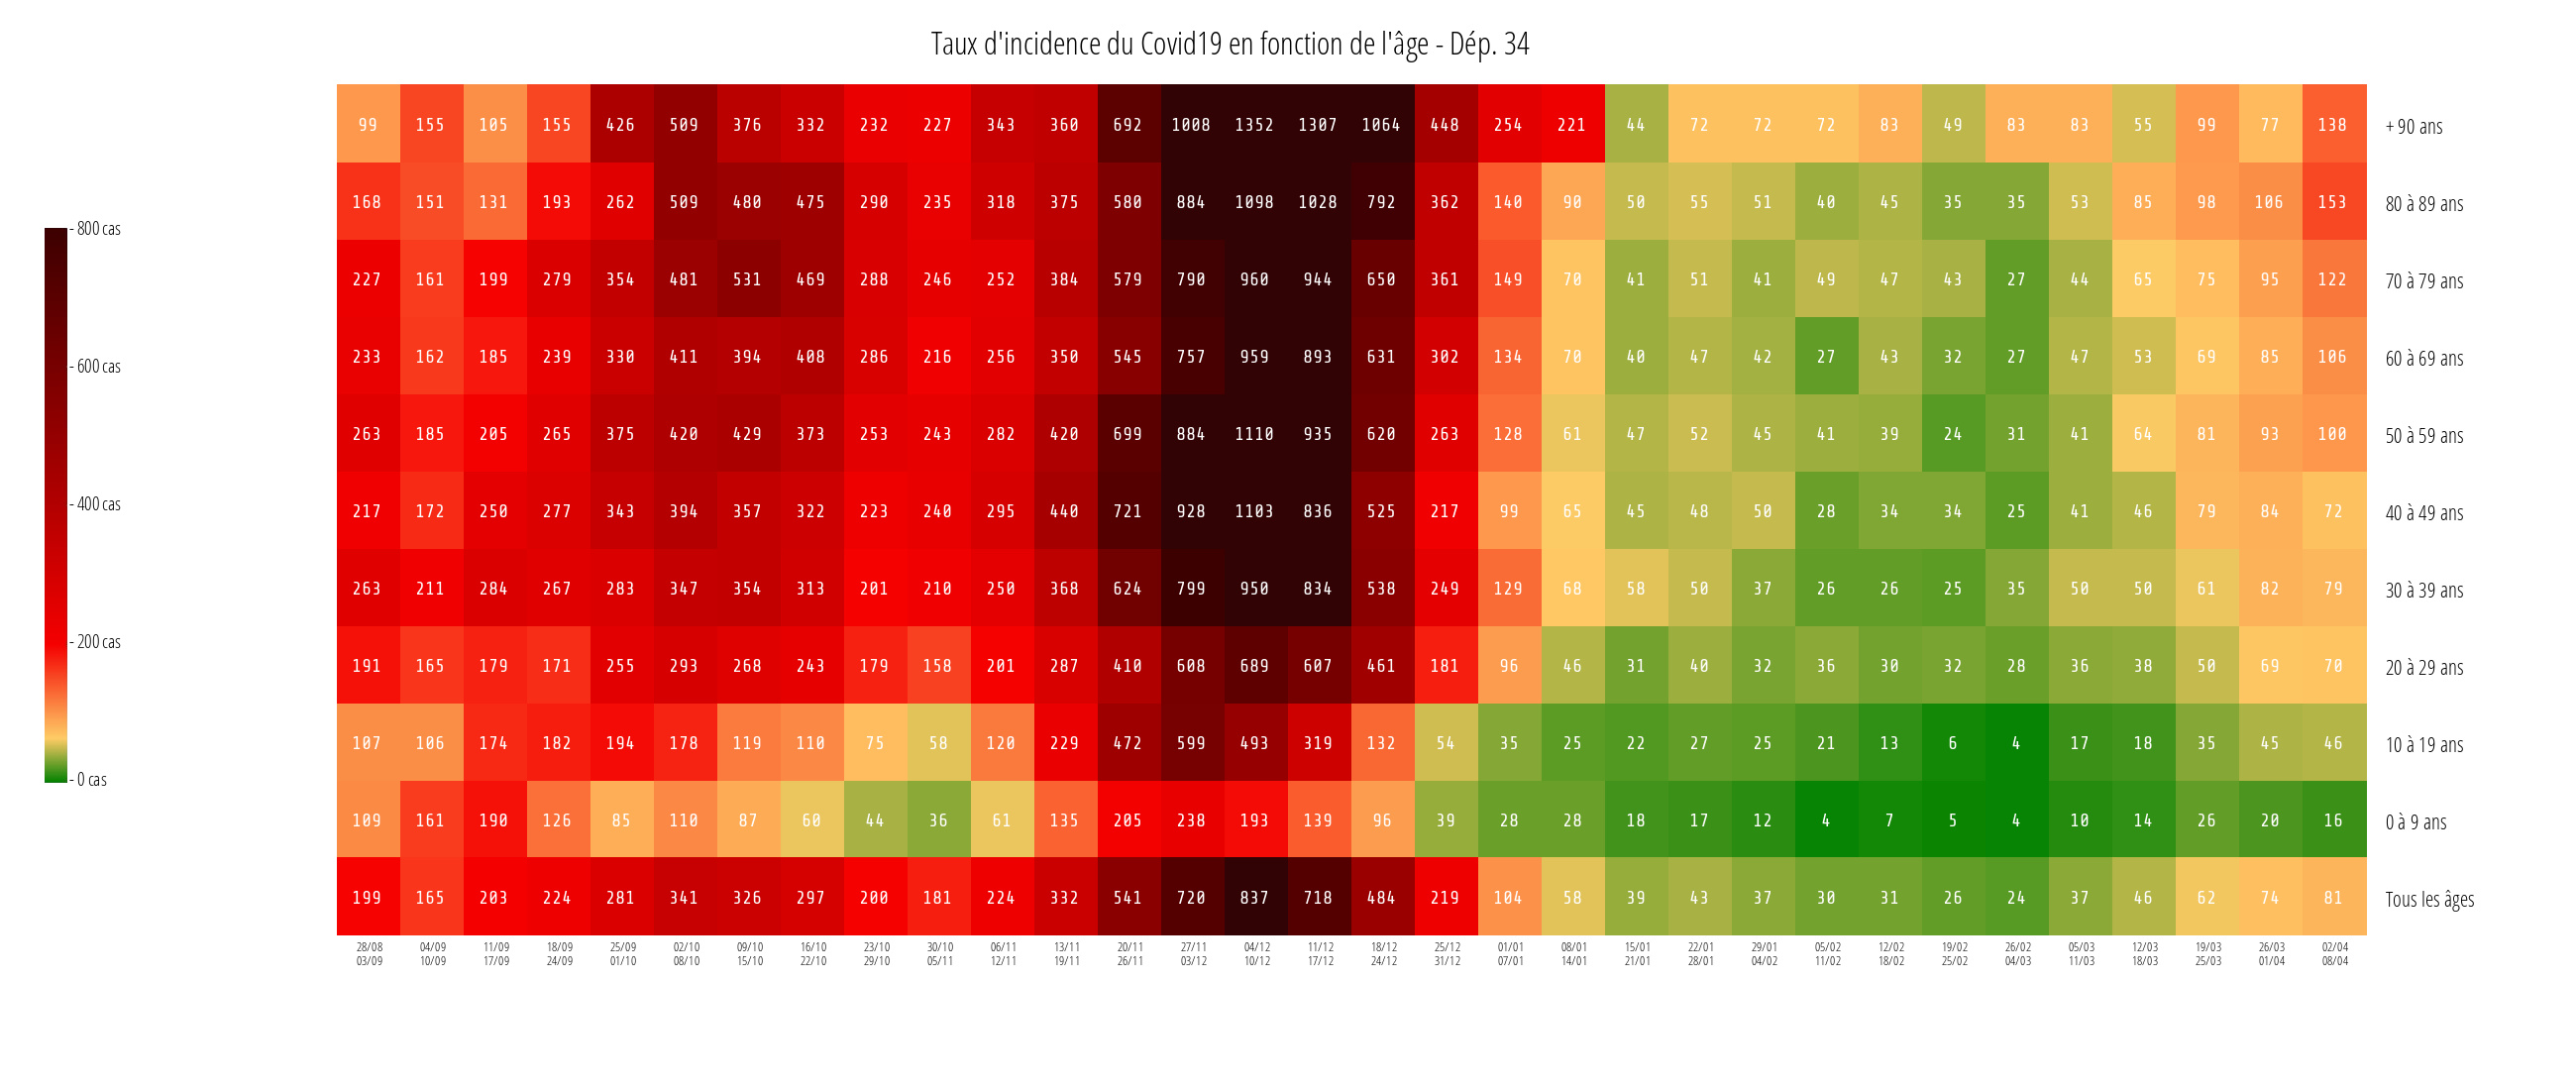 Taux d'incidence du Covid19 en fonction de l'âge - Dép. 34
- 800 cas
- 600 cas
- 400 cas
- 200 cas
- 0 cas
99 155 105 155 426 509 376 332 232 227 343 360 692 1008 1352 1307 1064 448 254 221 44 72 72 72 83 49 83 83 55 99 77 138 + 90 ans
168 151 131 193 262 509 480 475 290 235 318 375 580 884 1098 1028 792 362 140 90 50 55 51 40 45 35 35 53 85 98 106 153 80 à 89 ans
227 161 199 279 354 481 531 469 288 246 252 384 579 790 960 944 650 361 149 70 41 51 41 49 47 43 27 44 65 75 95 122 70 à 79 ans
233 162 185 239 330 411 394 408 286 216 256 350 545 757 959 893 631 302 134 70 40 47 42 27 43 32 27 47 53 69 85 106 60 à 69 ans
263 185 205 265 375 420 429 373 253 243 282 420 699 884 1110 935 620 263 128 61 47 52 45 41 39 24 31 41 64 81 93 100 50 à 59 ans
217 172 250 277 343 394 357 322 223 240 295 440 721 928 1103 836 525 217 99 65 45 48 50 28 34 34 25 41 46 79 84 72 40 à 49 ans
263 211 284 267 283 347 354 313 201 210 250 368 624 799 950 834 538 249 129 68 58 50 37 26 26 25 35 50 50 61 82 79 30 à 39 ans
191 165 179 171 255 293 268 243 179 158 201 287 410 608 689 607 461 181 96 46 31 40 32 36 30 32 28 36 38 50 69 70 20 à 29 ans
107 106 174 182 194 178 119 110 75 58 120 229 472 599 493 319 132 54 35 25 22 27 25 21 13 6 4 17 18 35 45 46 10 à 19 ans
109 161 190 126 85 110 87 60 44 36 61 135 205 238 193 139 96 39 28 28 18 17 12 4 7 5 4 10 14 26 20 16 0 à 9 ans
199 165 203 224 281 341 326 297 200 181 224 332 541 720 837 718 484 219 104 58 39 43 37 30 31 26 24 37 46 62 74 81 Tous les âges
28/08 04/09 11/09 18/09 25/09 02/10 09/10 16/10 23/10 30/10 06/11 13/11 20/11 27/11 04/12 11/12 18/12 25/12 01/01 08/01 15/01 22/01 29/01 05/02 12/02 19/02 26/02 05/03 12/03 19/03 26/03 02/04
03/09 10/09 17/09 24/09 01/10 08/10 15/10 22/10 29/10 05/11 12/11 19/11 26/11 03/12 10/12 17/12 24/12 31/12 07/01 14/01 21/01 28/01 04/02 11/02 18/02 25/02 04/03 11/03 18/03 25/03 01/04 08/04